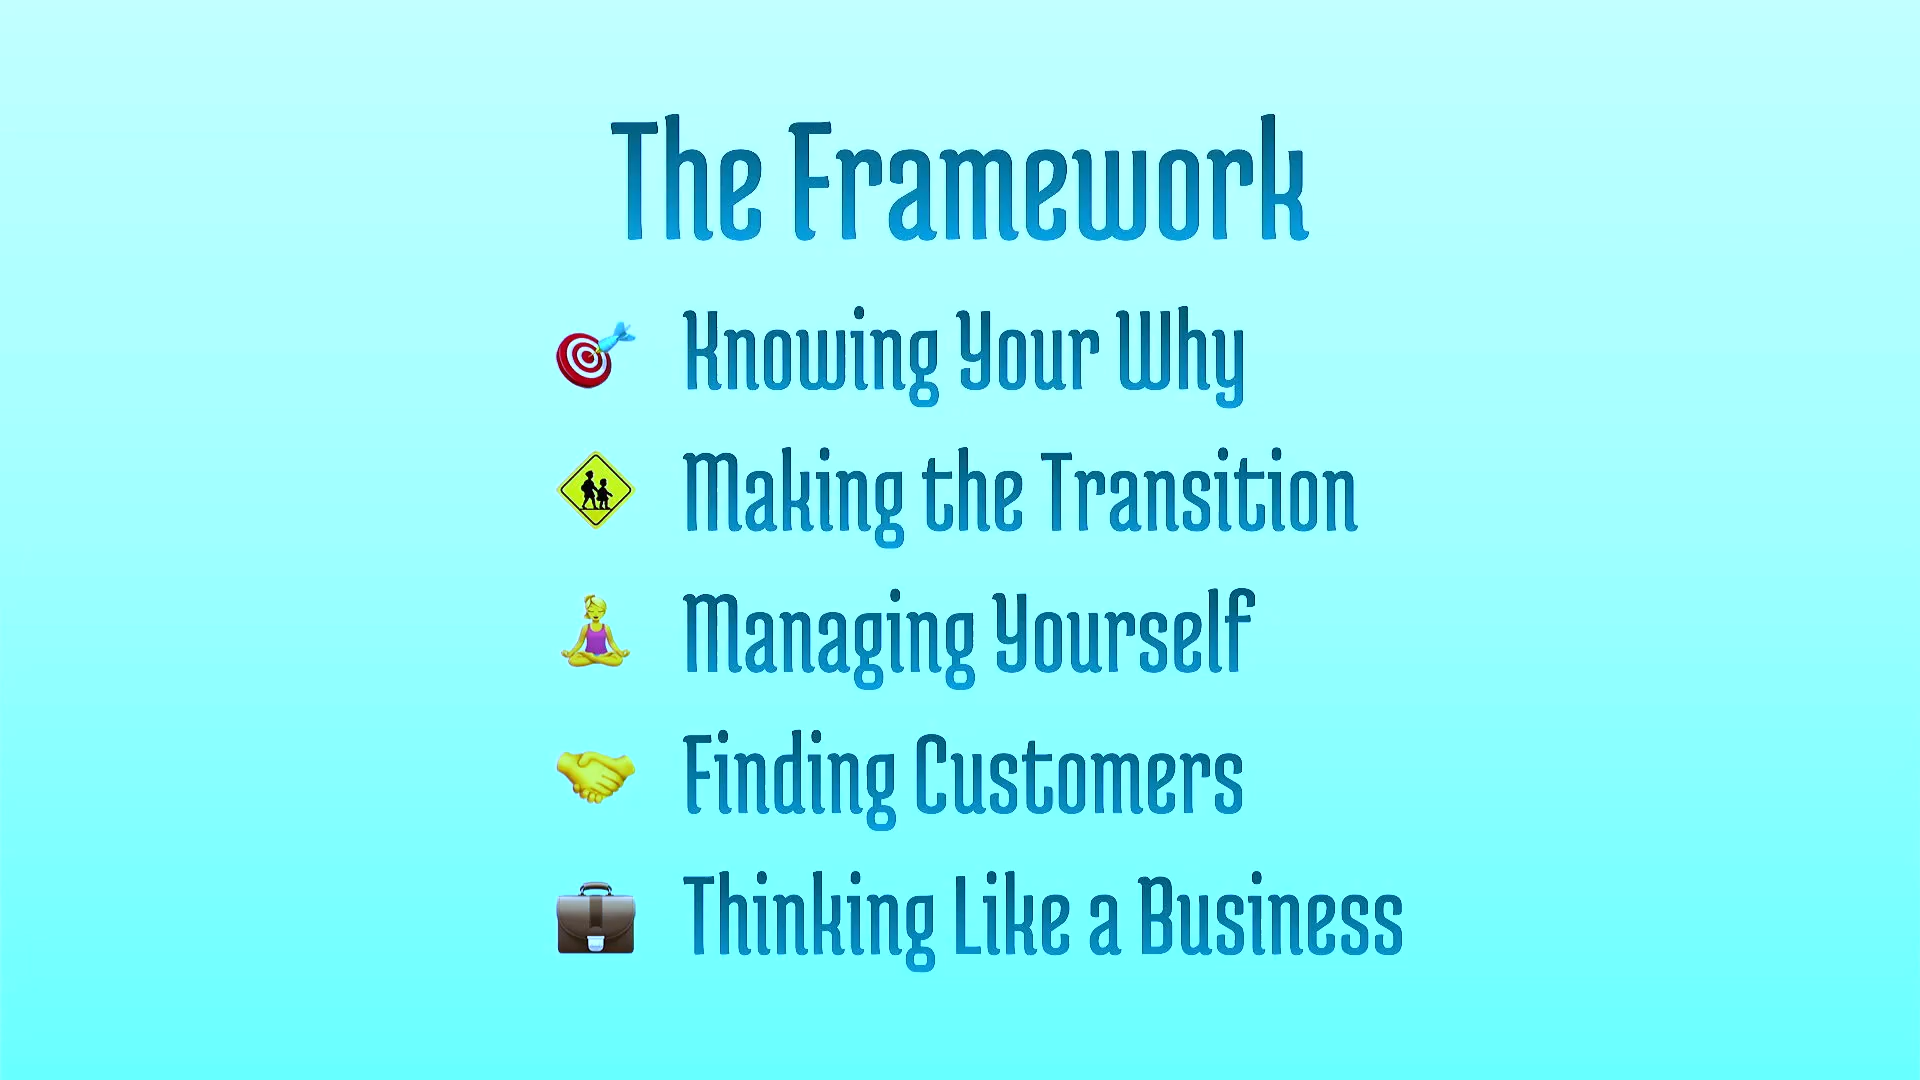 The Framework
Knowing Your Why
Making the Transition
Managing Yourself
Finding Customers
Thinking Like a Business